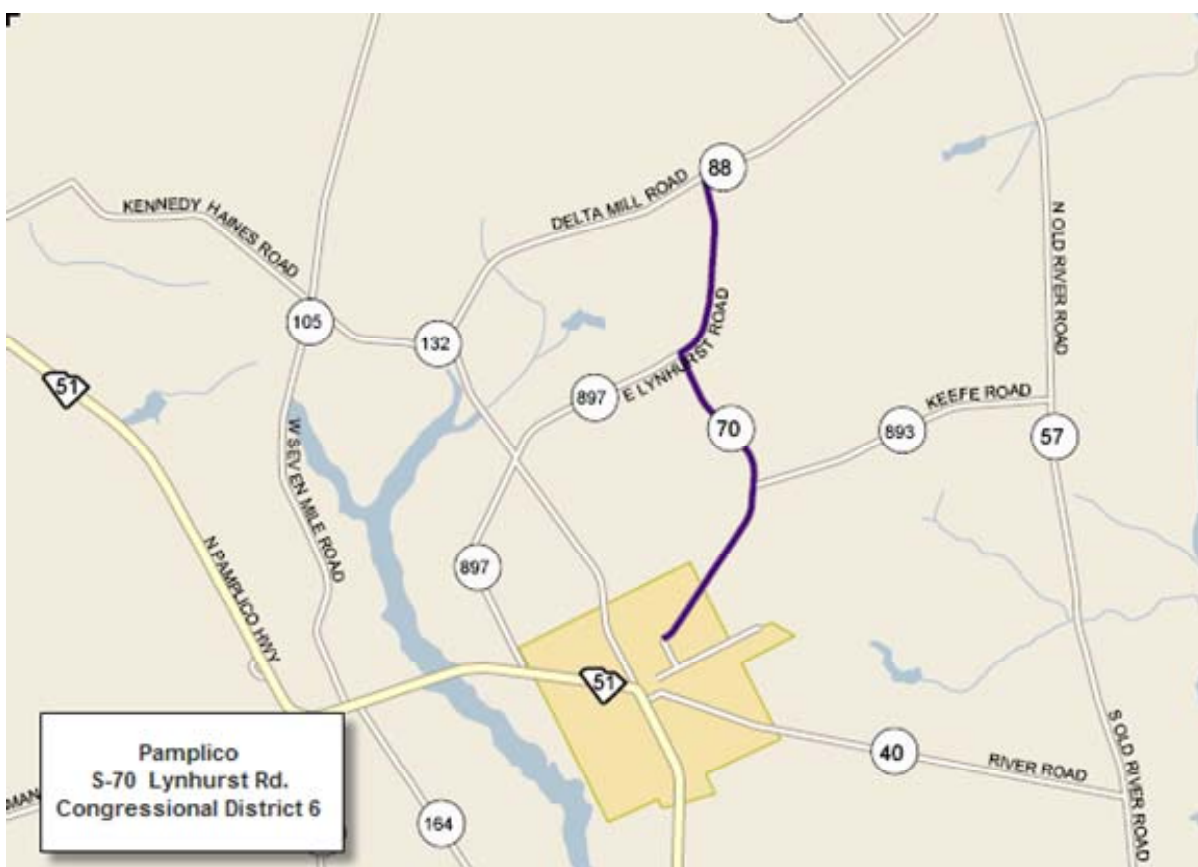 88
DELTA MILL ROAD
KENNEDY HAINES ROAD
N OLD RIVER ROAD
105
132
51
897
E LYNHURST ROAD
70
KEEFE ROAD
893
57
W SEVEN MILE ROAD
N PAMPLICO HWY
897
51
40
RIVER ROAD
S OLD RIVER ROAD
164
Pamplico
S-70 Lynhurst Rd.
Congressional District 6